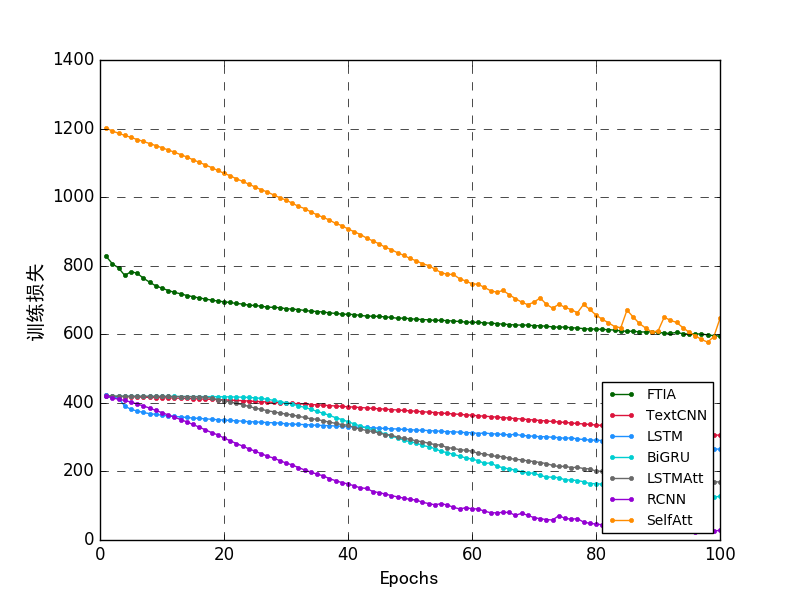 1400
1200
1000
800
600
400
200
0
训练损失
0 20 40 60 80 100
Epochs
FTIA
TextCNN
LSTM
BiGRU
LSTMAtt
RCNN
SelfAtt